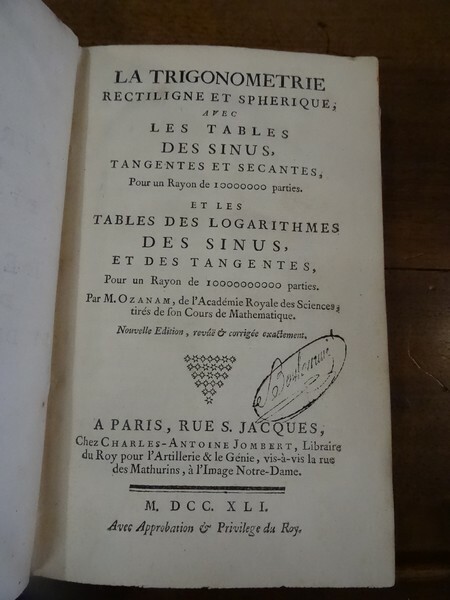 LA TRIGONOMETRIE
RECTILIGNE ET SPHERIQUE;
AVEC
LES TABLES
DES SINUS,
TANGENTES ET SECANTES,
Pour un Rayon de 10000000 parties.
ET LES
TABLES DES LOGARITHMES
DES SINUS,
ET DES TANGENTES,
Pour un Rayon de 10000000000 parties.
Par M. OZANAM, de l'Académie Royale des Sciences,
tirés de ſon Cours de Mathematique.
Nouvelle Edition, revûë & corrigée exactement.
A PARIS, RUE S. JACQUES,
Chez CHARLES-ANTOINE JOMBERT, Libraire
du Roy pour l'Artillerie & le Génie, vis-à-vis la rue
des Mathurins, à l'Image Notre-Dame.
M. DCC. XLI.
Avec Approbation & Privilege du Roy.